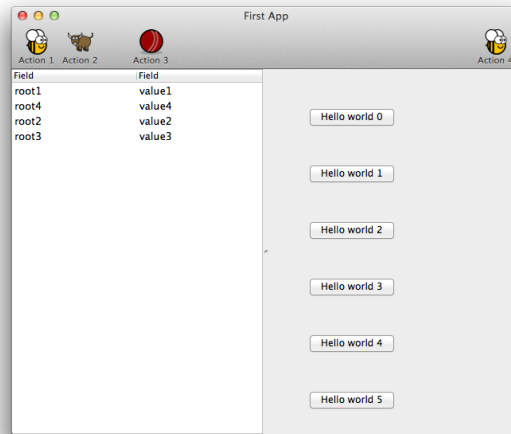 First App
Action 1 Action 2 Action 3 Action 4
Field Field
root1 value1
root4 value4
root2 value2
root3 value3
Hello world 0
Hello world 1
Hello world 2
Hello world 3
Hello world 4
Hello world 5